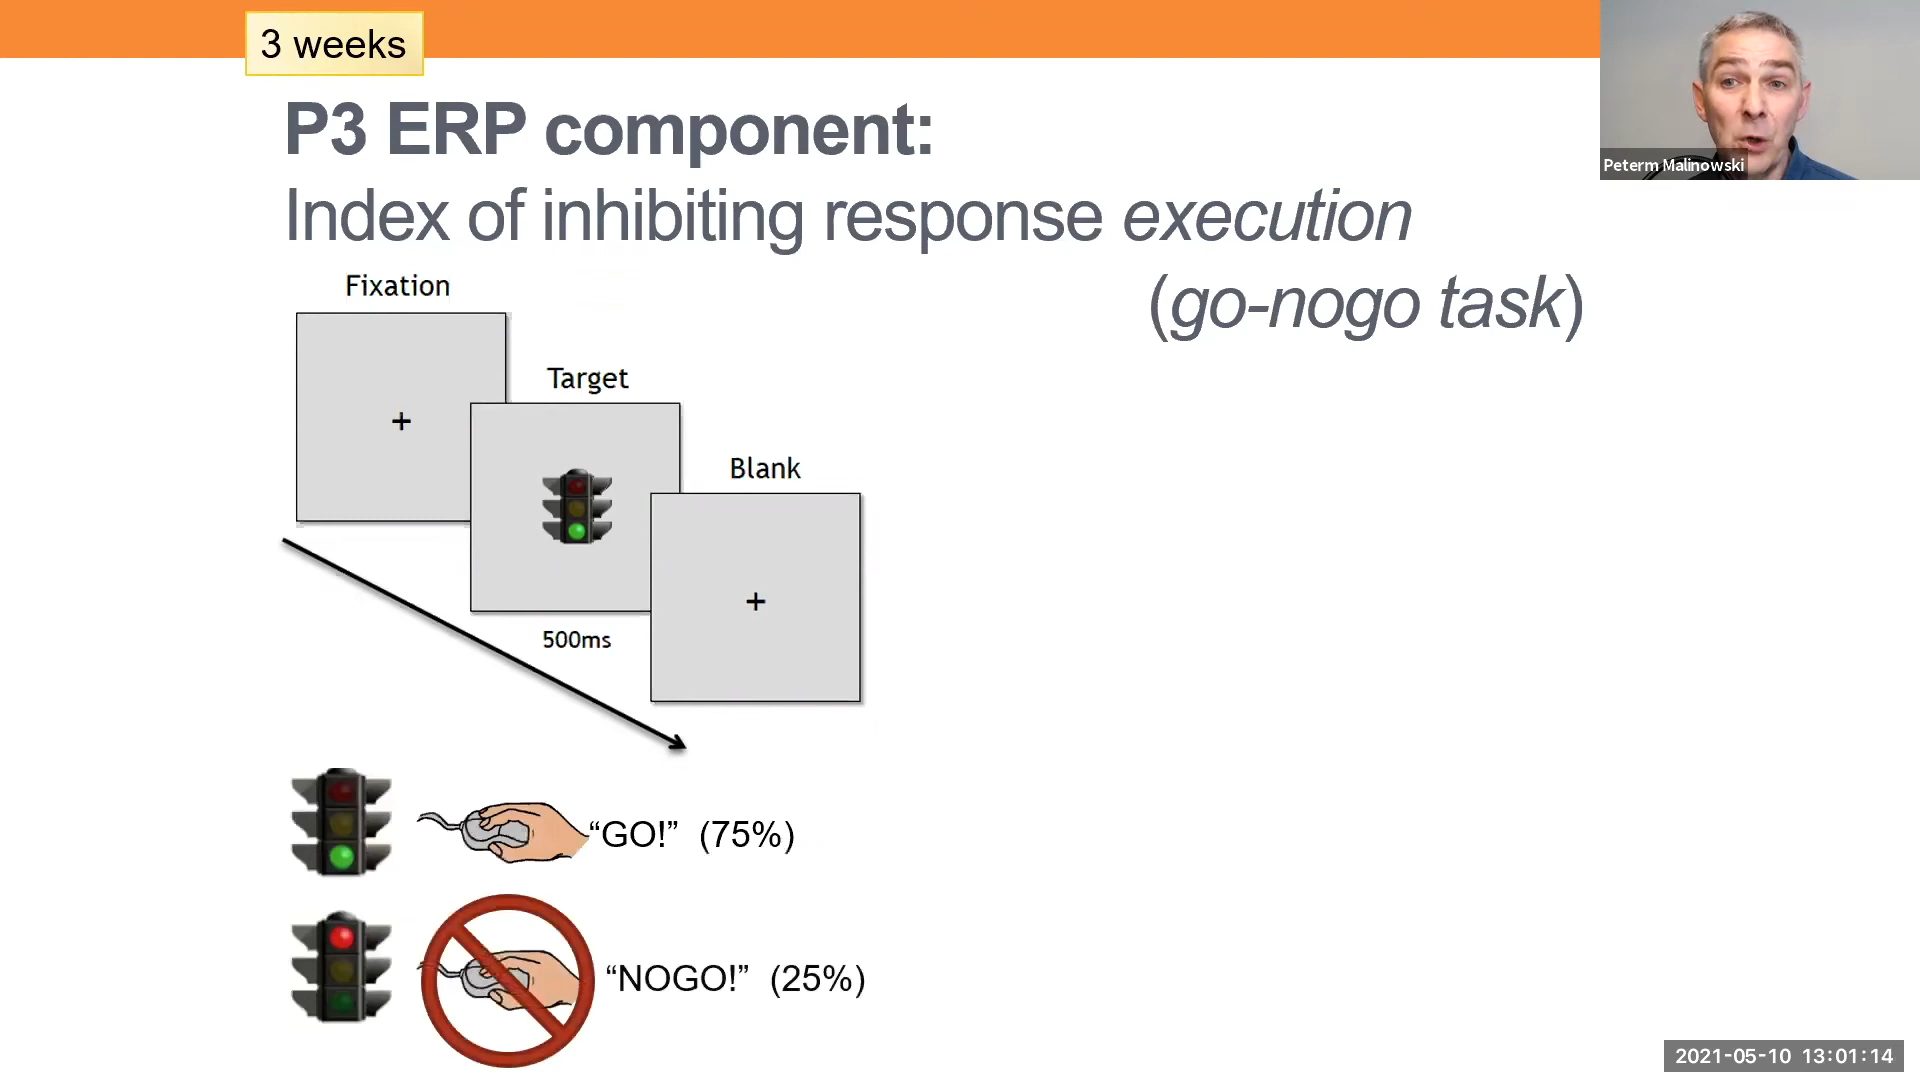 3 weeks
P3 ERP component:
Index of inhibiting response execution
(go-nogo task)
Fixation
+
Target
Blank
+
500ms
“GO!” (75%)
“NOGO!” (25%)
Peterm Malinowski
2021-05-10 13:01:14